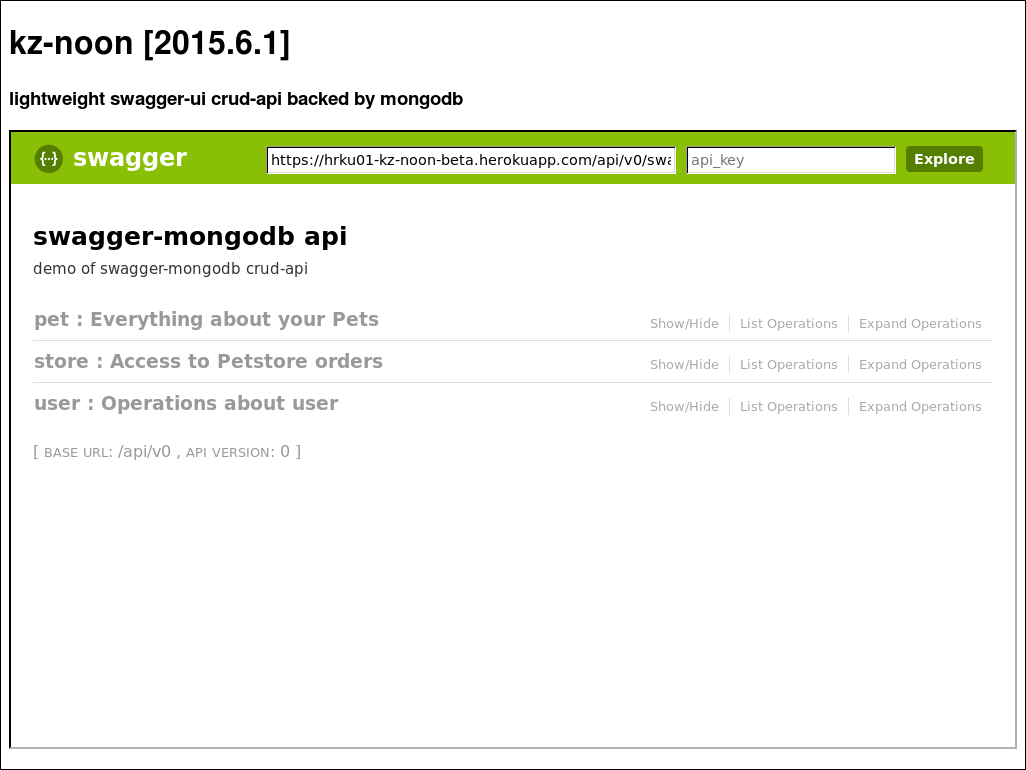 kz-noon [2015.6.1]
lightweight swagger-ui crud-api backed by mongodb
{···} swagger https://hrku01-kz-noon-beta.herokuapp.com/api/v0/swa api_key Explore
swagger-mongodb api
demo of swagger-mongodb crud-api
pet : Everything about your Pets Show/Hide List Operations Expand Operations
store : Access to Petstore orders Show/Hide List Operations Expand Operations
user : Operations about user Show/Hide List Operations Expand Operations
[ BASE URL: /api/v0 , API VERSION: 0 ]